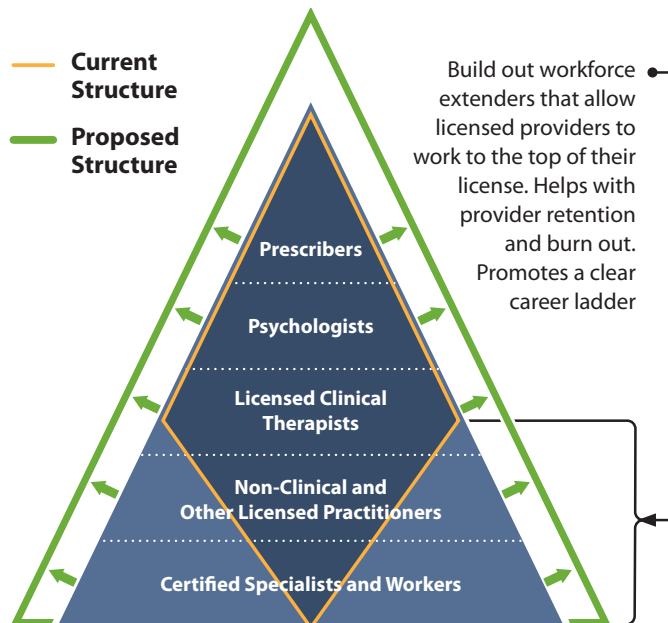 Current
Structure
Proposed
Structure
Build out workforce
extenders that allow
licensed providers to
work to the top of their
license. Helps with
provider retention
and burn out.
Promotes a clear
career ladder
Prescribers
Psychologists
Licensed Clinical
Therapists
Non-Clinical and
Other Licensed Practitioners
Certified Specialists and Workers